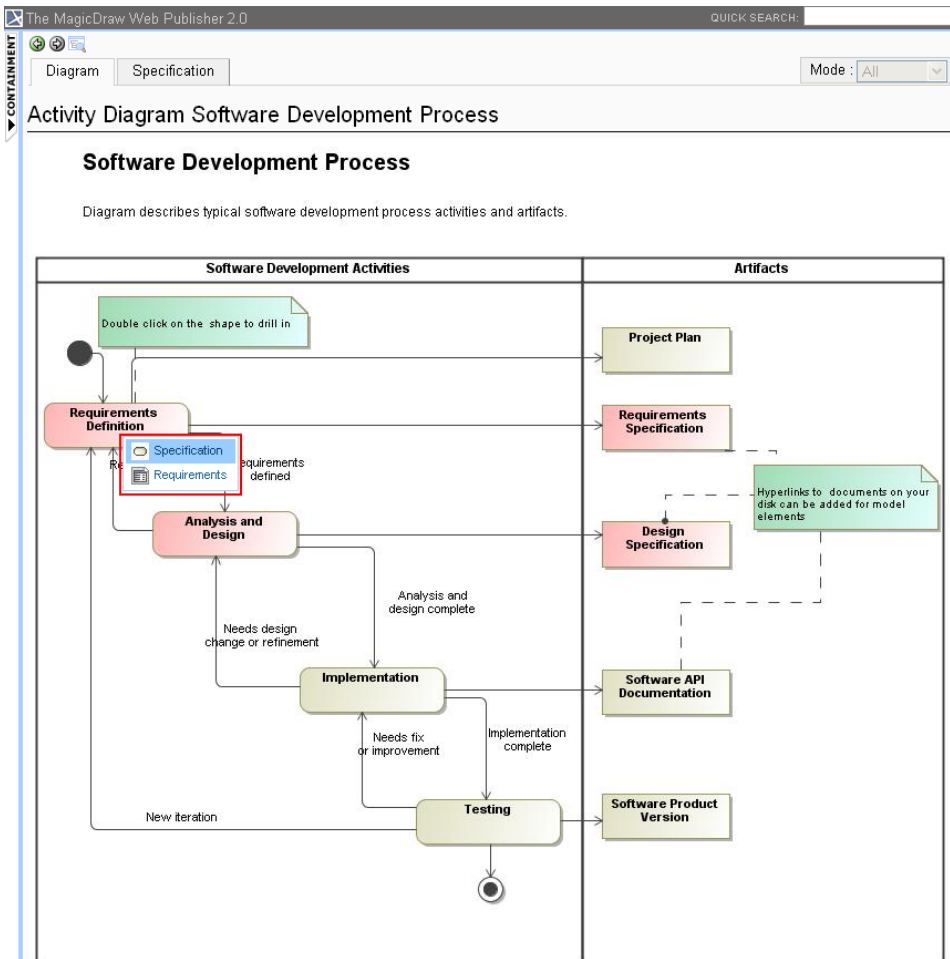 The MagicDraw Web Publisher 2.0
QUICK SEARCH:
CONTAINMENT
Diagram
Specification
Mode : All
Activity Diagram Software Development Process
Software Development Process
Diagram describes typical software development process activities and artifacts.
Software Development Activities
Artifacts
Double click on the shape to drill in
Project Plan
Requirements
Definition
Requirements
Specification
Specification
Requirements
Re
equirements
defined
Hyperlinks to documents on your
disk can be added for model
elements
Analysis and
Design
Design
Specification
Analysis and
design complete
Needs design
change or refinement
Implementation
Software API
Documentation
Needs fix
or improvement
Implementation
complete
Testing
Software Product
Version
New iteration